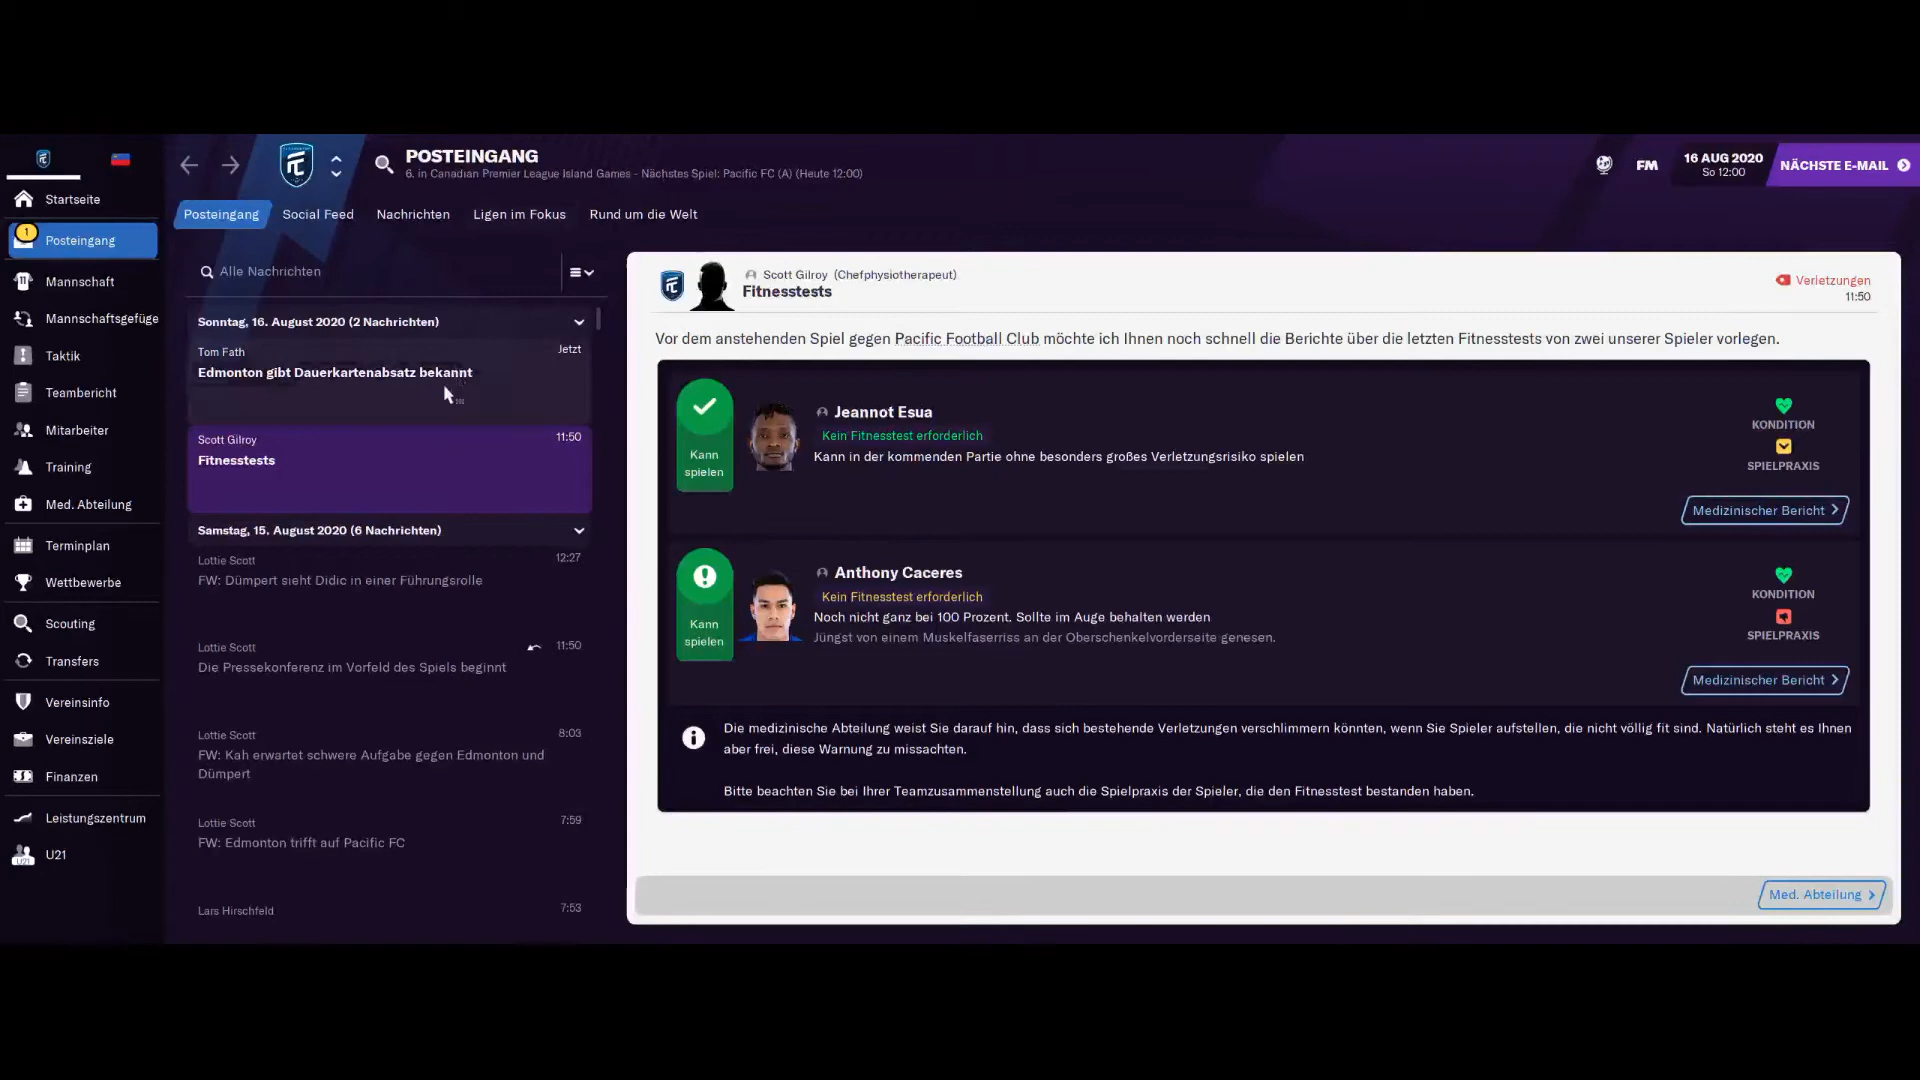 POSTEINGANG
6. in Canadian Premier League Island Games - Nächstes Spiel: Pacific FC (A) (Heute 12:00)
FM
16 AUG 2020
So 12:00
NÄCHSTE E-MAIL
Startseite
1
Posteingang
Mannschaft
Mannschaftsgefüge
Taktik
Teambericht
Mitarbeiter
Training
Med. Abteilung
Terminplan
Wettbewerbe
Scouting
Transfers
Vereinsinfo
Vereinsziele
Finanzen
Leistungszentrum
U21
Posteingang
Social Feed
Nachrichten
Ligen im Fokus
Rund um die Welt
Alle Nachrichten
Sonntag, 16. August 2020 (2 Nachrichten)
Tom Fath
Jetzt
Edmonton gibt Dauerkartenabsatz bekannt
Scott Gilroy
11:50
Fitnesstests
Samstag, 15. August 2020 (6 Nachrichten)
Lottie Scott
12:27
FW: Dümpert sieht Didic in einer Führungsrolle
Lottie Scott
11:50
Die Pressekonferenz im Vorfeld des Spiels beginnt
Lottie Scott
8:03
FW: Kah erwartet schwere Aufgabe gegen Edmonton und
Dümpert
Lottie Scott
7:59
FW: Edmonton trifft auf Pacific FC
Lars Hirschfeld
7:53
Scott Gilroy (Chefphysiotherapeut)
Fitnesstests
Verletzungen
11:50
Vor dem anstehenden Spiel gegen Pacific Football Club möchte ich Ihnen noch schnell die Berichte über die letzten Fitnesstests von zwei unserer Spieler vorlegen.
Kann
spielen
Jeannot Esua
Kein Fitnesstest erforderlich
Kann in der kommenden Partie ohne besonders großes Verletzungsrisiko spielen
KONDITION
SPIELPRAXIS
Medizinischer Bericht
Kann
spielen
Anthony Caceres
Kein Fitnesstest erforderlich
Noch nicht ganz bei 100 Prozent. Sollte im Auge behalten werden
Jüngst von einem Muskelfaserriss an der Oberschenkelvorderseite genesen.
KONDITION
SPIELPRAXIS
Medizinischer Bericht
Die medizinische Abteilung weist Sie darauf hin, dass sich bestehende Verletzungen verschlimmern könnten, wenn Sie Spieler aufstellen, die nicht völlig fit sind. Natürlich steht es Ihnen
aber frei, diese Warnung zu missachten.
Bitte beachten Sie bei Ihrer Teamzusammenstellung auch die Spielpraxis der Spieler, die den Fitnesstest bestanden haben.
Med. Abteilung